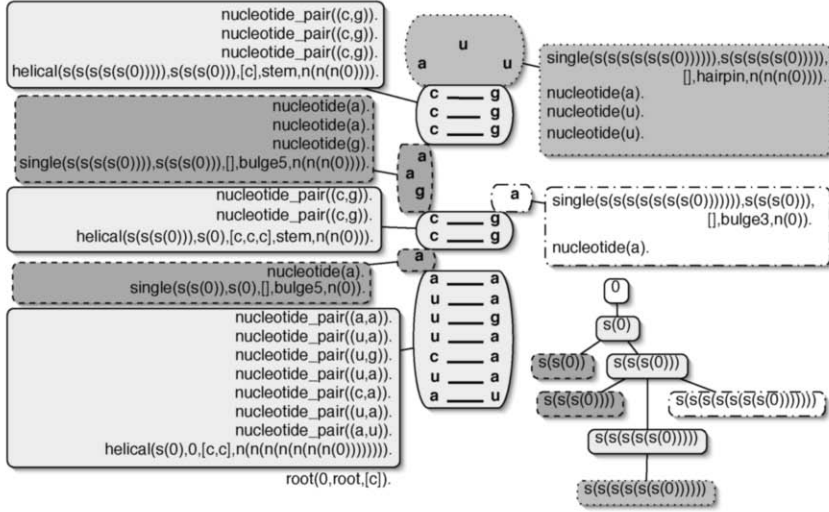 nucleotide_pair((c,g)).
nucleotide_pair((c,g)).
nucleotide_pair((c,g)).
helical(s(s(s(s(s(0))))),s(s(s(0))),[c],stem,n(n(n(0)))).
nucleotide(a).
nucleotide(a).
nucleotide(g).
single(s(s(s(s(0)))),s(s(s(0))),[],bulge5,n(n(n(0)))).
nucleotide_pair((c,g)).
nucleotide_pair((c,g)).
helical(s(s(s(0))),s(0),[c,c,c],stem,n(n(0))).
nucleotide(a).
single(s(s(0)),s(0),[],bulge5,n(0)).
nucleotide_pair((a,a)).
nucleotide_pair((u,a)).
nucleotide_pair((u,g)).
nucleotide_pair((u,a)).
nucleotide_pair((c,a)).
nucleotide_pair((u,a)).
nucleotide_pair((a,u)).
helical(s(0),0,[c,c],n(n(n(n(n(n(n(0)))))))).
root(0,root,[c]).
u
a u
c g
c g
c g
a
a
g
a
c g
c g
a
a a
u a
u g
u a
c a
u a
a u
single(s(s(s(s(s(s(0)))))),s(s(s(s(s(0))))),
[],hairpin,n(n(n(0)))).
nucleotide(a).
nucleotide(u).
nucleotide(u).
single(s(s(s(s(s(s(s(0))))))),s(s(s(0))),
[],bulge3,n(0)).
nucleotide(a).
0
s(0)
s(s(0)) s(s(s(0)))
s(s(s(0)))) s(s(s(s(s(s(0)))))))
s(s(s(s(s(0)))))
s(s(s(s(s(s(0))))))